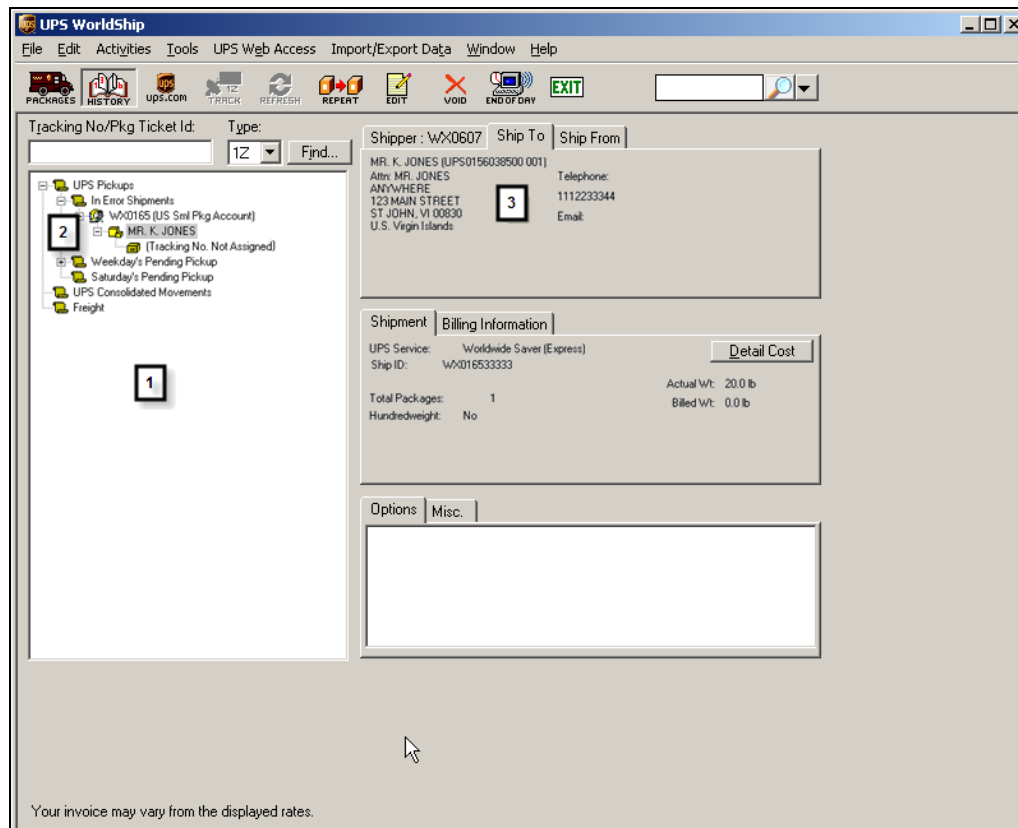 UPS WorldShip
File Edit Activities Tools UPS Web Access Import/Export Data Window Help
PACKAGES HISTORY ups.com TRACK REFRESH REPEAT EDIT VOID END OF DAY EXIT
Tracking No/Pkg Ticket Id: Type:
1Z Find...
UPS Pickups
In Error Shipments
WX0165 (US Sml Pkg Account)
2
MR. K. JONES
(Tracking No. Not Assigned)
Weekday's Pending Pickup
Saturday's Pending Pickup
UPS Consolidated Movements
Freight
1
Shipper : WX0607 Ship To Ship From
MR. K. JONES (UPS0156038500 001)
Attn: MR. JONES Telephone:
ANYWHERE
123 MAIN STREET 3 1112233344
ST JOHN, VI 00830
U.S. Virgin Islands Email:
Shipment Billing Information
UPS Service: Worldwide Saver (Express) Detail Cost
Ship ID: WX016533333
Actual Wt: 20.0 lb
Total Packages: 1 Billed Wt: 0.0 lb
Hundredweight: No
Options Misc.
Your invoice may vary from the displayed rates.